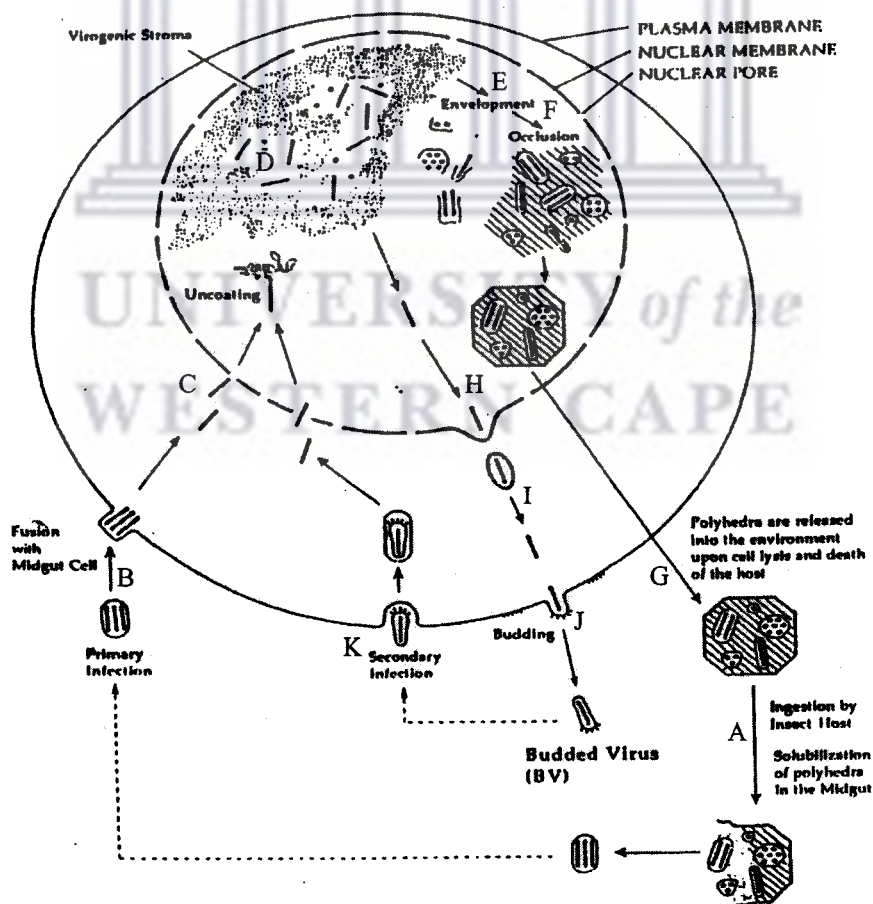 Virogenic Stroma
PLASMA MEMBRANE
NUCLEAR MEMBRANE
NUCLEAR PORE
E
Envelopment
F
Occlusion
D
Uncoating
UNIVERSITY of the
C
H
WESTERN CAPE
I
Fusion
with
Midgut Cell
B
Polyhedra are released
into the environment
upon cell lysis and death
of the host
G
J
Budding
K
Secondary
Infection
Primary
Infection
A
Ingestion by
Insect Host
Solubilization
of polyhedra
in the Midgut
Budded Virus
(BV)